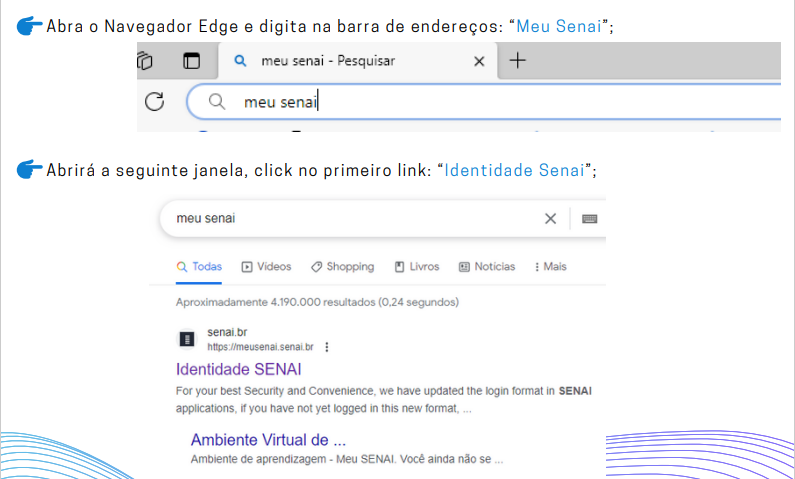 Abra o Navegador Edge e digita na barra de endereços: “Meu Senai”;
meu senai - Pesquisar
meu senai
Abrirá a seguinte janela, click no primeiro link: “Identidade Senai”;
meu senai
Todas Vídeos Shopping Livros Notícias Mais
Aproximadamente 4.190.000 resultados (0,24 segundos)
senai.br
https://meusenai.senai.br
Identidade SENAI
For your best Security and Convenience, we have updated the login format in SENAI
applications, if you have not yet logged in this new format, ...
Ambiente Virtual de ...
Ambiente de aprendizagem - Meu SENAI. Você ainda não se ...